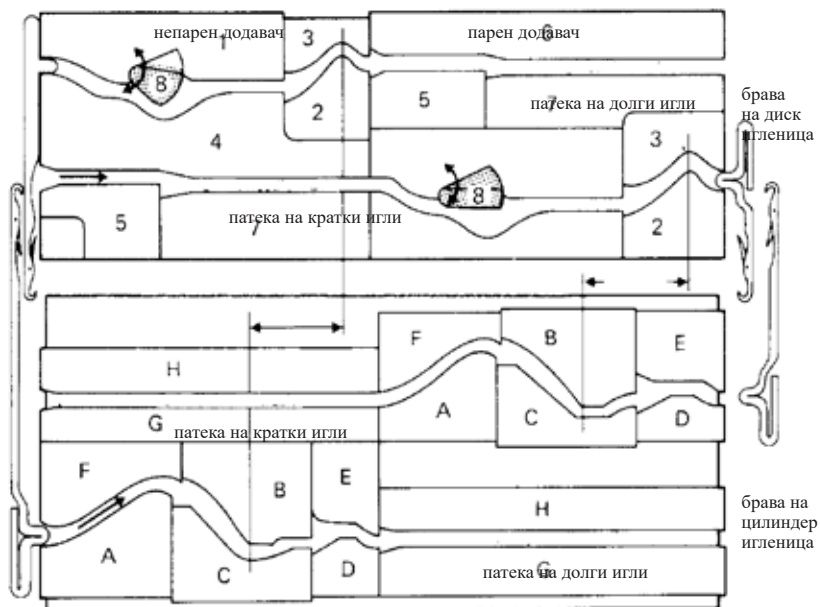 непарен додавач
парен додавач
1
3
6
8
2
5
7
патека на долги игли
брава
на диск
игленица
4
3
8
5
7
патека на кратки игли
2
F
B
E
H
A
C
D
G
патека на кратки игли
F
B
E
H
брава на
цилиндер
игленица
A
C
D
G
патека на долги игли